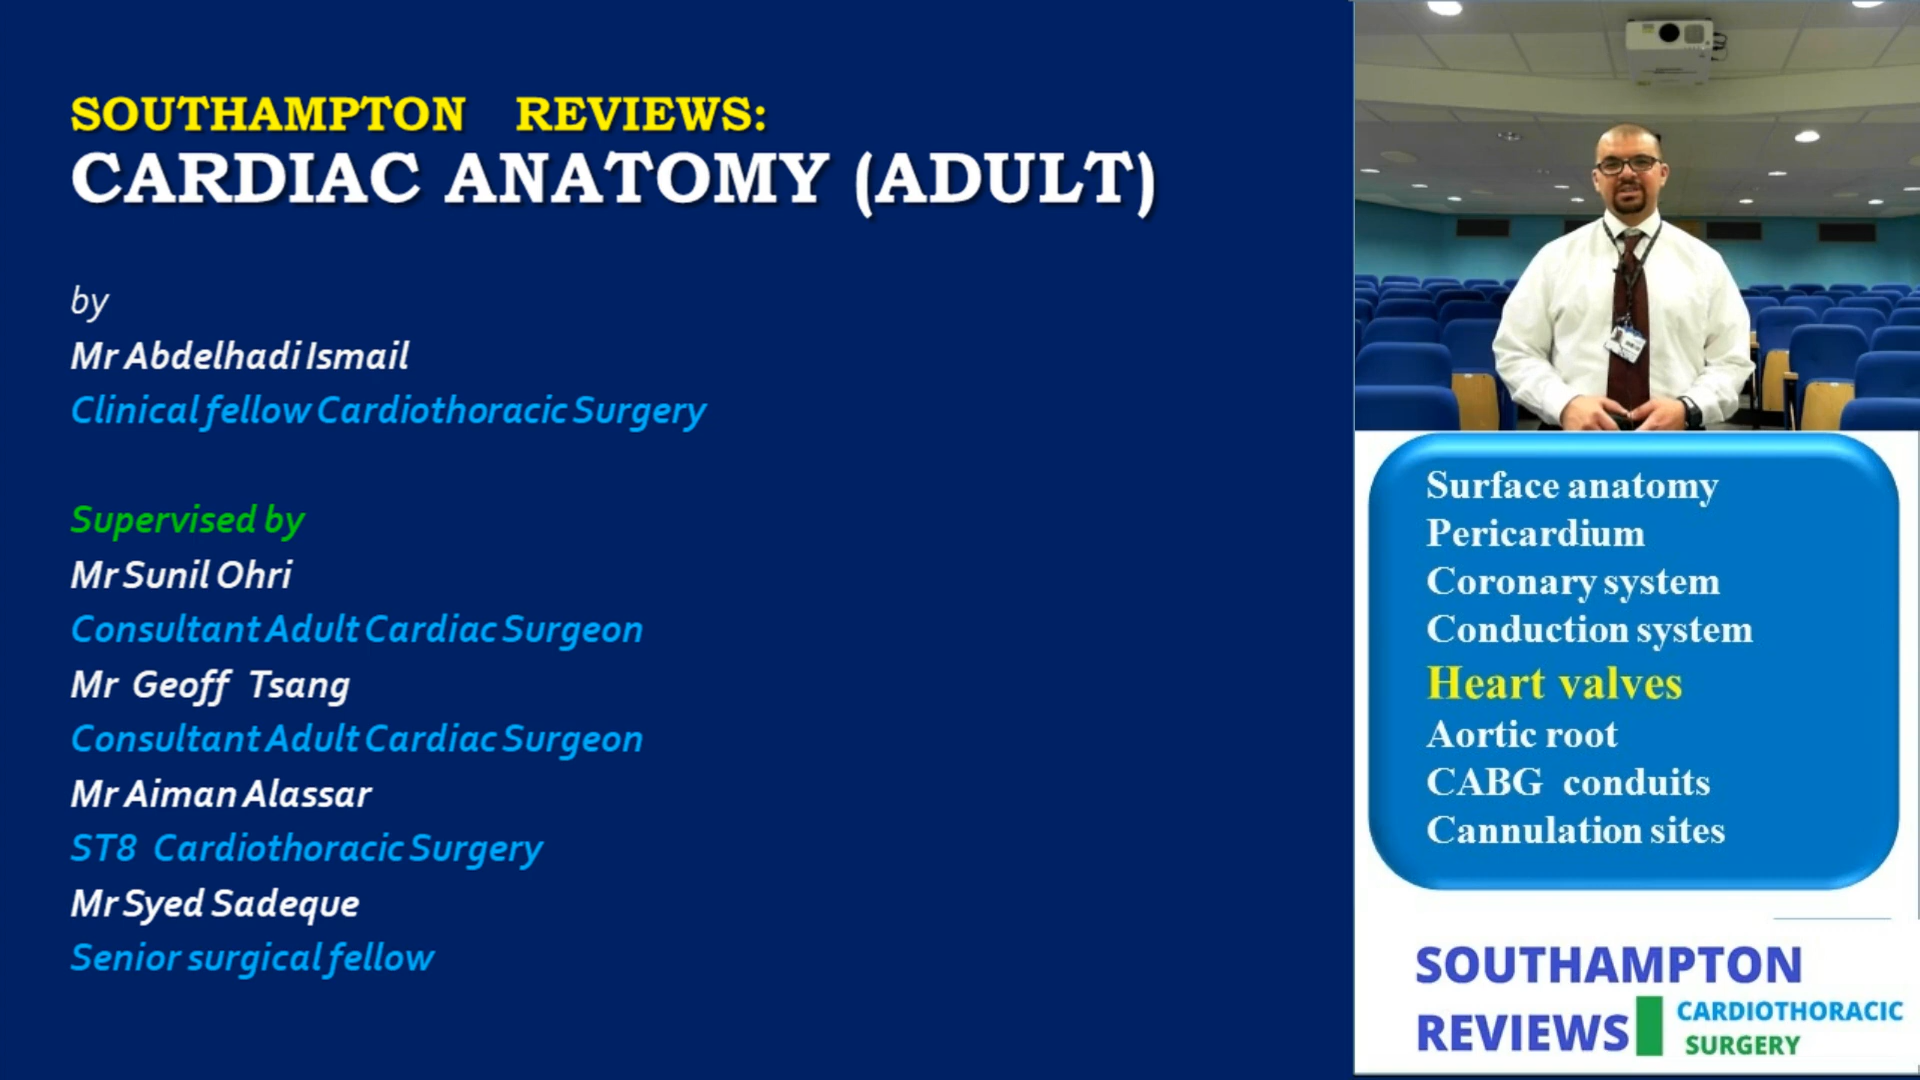 SOUTHAMPTON REVIEWS:
CARDIAC ANATOMY (ADULT)
by
Mr Abdelhadi Ismail
Clinical fellow Cardiothoracic Surgery
Supervised by
Mr Sunil Ohri
Consultant Adult Cardiac Surgeon
Mr Geoff Tsang
Consultant Adult Cardiac Surgeon
Mr Aiman Alassar
ST8 Cardiothoracic Surgery
Mr Syed Sadeque
Senior surgical fellow
Surface anatomy
Pericardium
Coronary system
Conduction system
Heart valves
Aortic root
CABG conduits
Cannulation sites
SOUTHAMPTON
REVIEWS
CARDIOTHORACIC
SURGERY